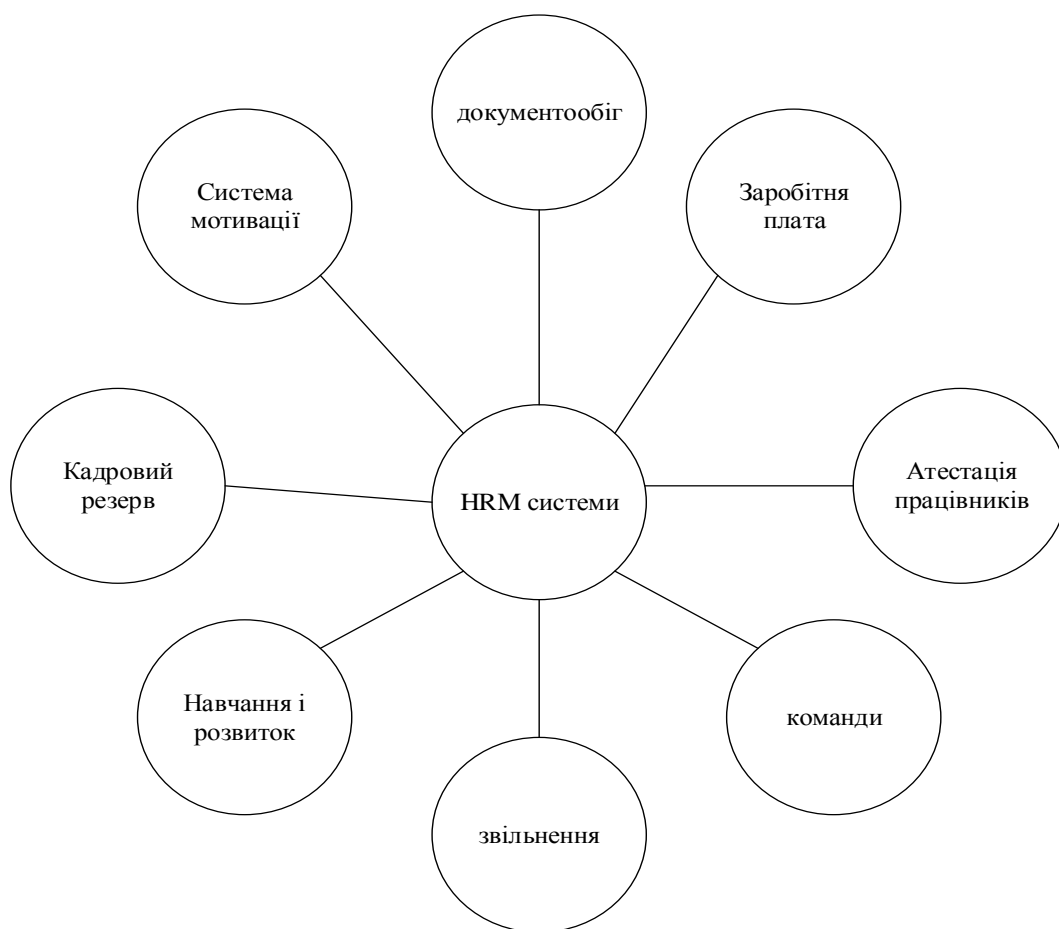 документообіг
Система
мотивації
Заробітня
плата
Кадровий
резерв
HRM системи
Атестація
працівників
Навчання і
розвиток
команди
звільнення